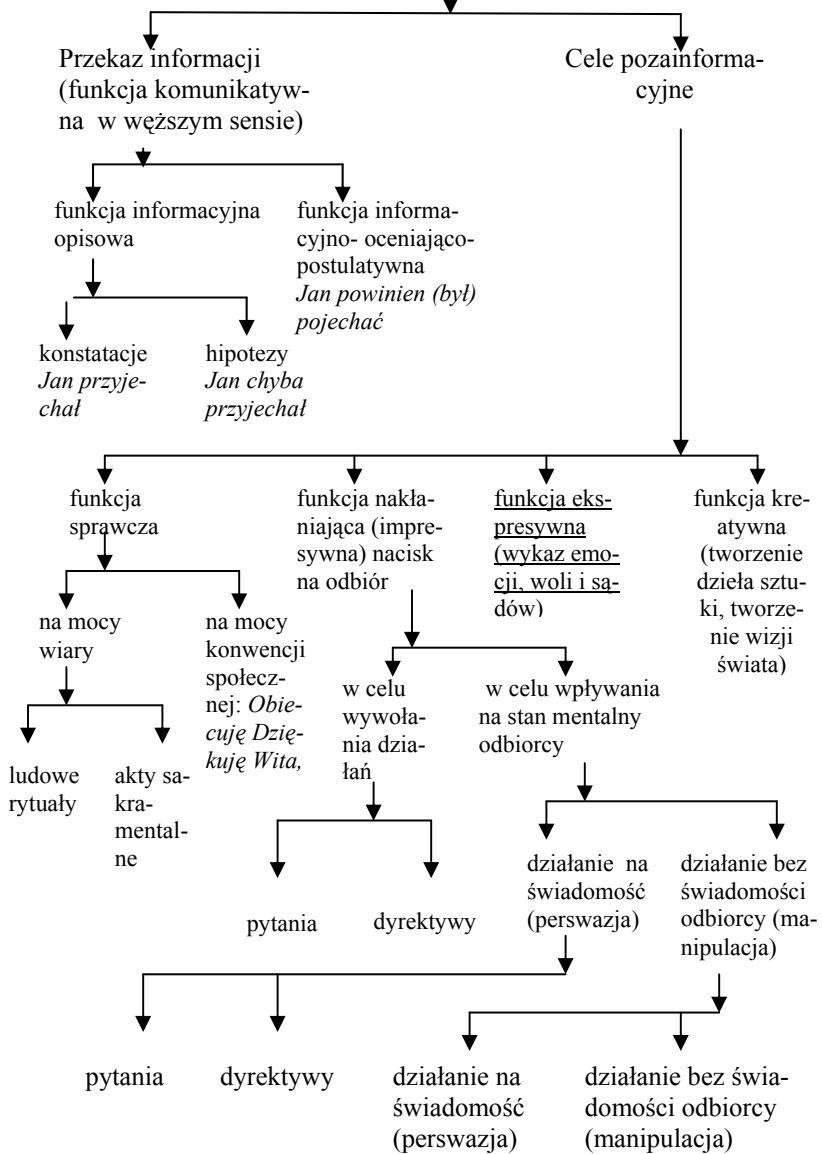 Przekaz informacji
(funkcja komunikatyw-
na w węższym sensie)
Cele pozainforma-
cyjne
funkcja informacyjna
opisowa
funkcja informa-
cyjno- oceniająco-
postulatywna
Jan powinien (był)
pojechać
konstatacje
Jan przyje-
chał
hipotezy
Jan chyba
przyjechał
funkcja
sprawcza
funkcja nakła-
niająca (impre-
sywna) nacisk
na odbiór
funkcja eks-
presywna
(wykaz emo-
cji, woli i są-
dów)
funkcja kre-
atywna
(tworzenie
dzieła sztu-
ki, tworze-
nie wizji
świata)
na mocy
wiary
na mocy
konwencji
społecz-
nej: Obie-
cuję Dzię-
kuję Wita,
w celu
wywoła-
nia dzia-
łań
w celu wpływania
na stan mentalny
odbiorcy
ludowe
rytuały
akty sa-
kra-
mental-
ne
pytania
dyrektywy
działanie na
świadomość
(perswazja)
działanie bez
świadomości
odbiorcy (ma-
nipulacja)
pytania
dyrektywy
działanie na
świadomość
(perswazja)
działanie bez świa-
domości odbiorcy
(manipulacja)